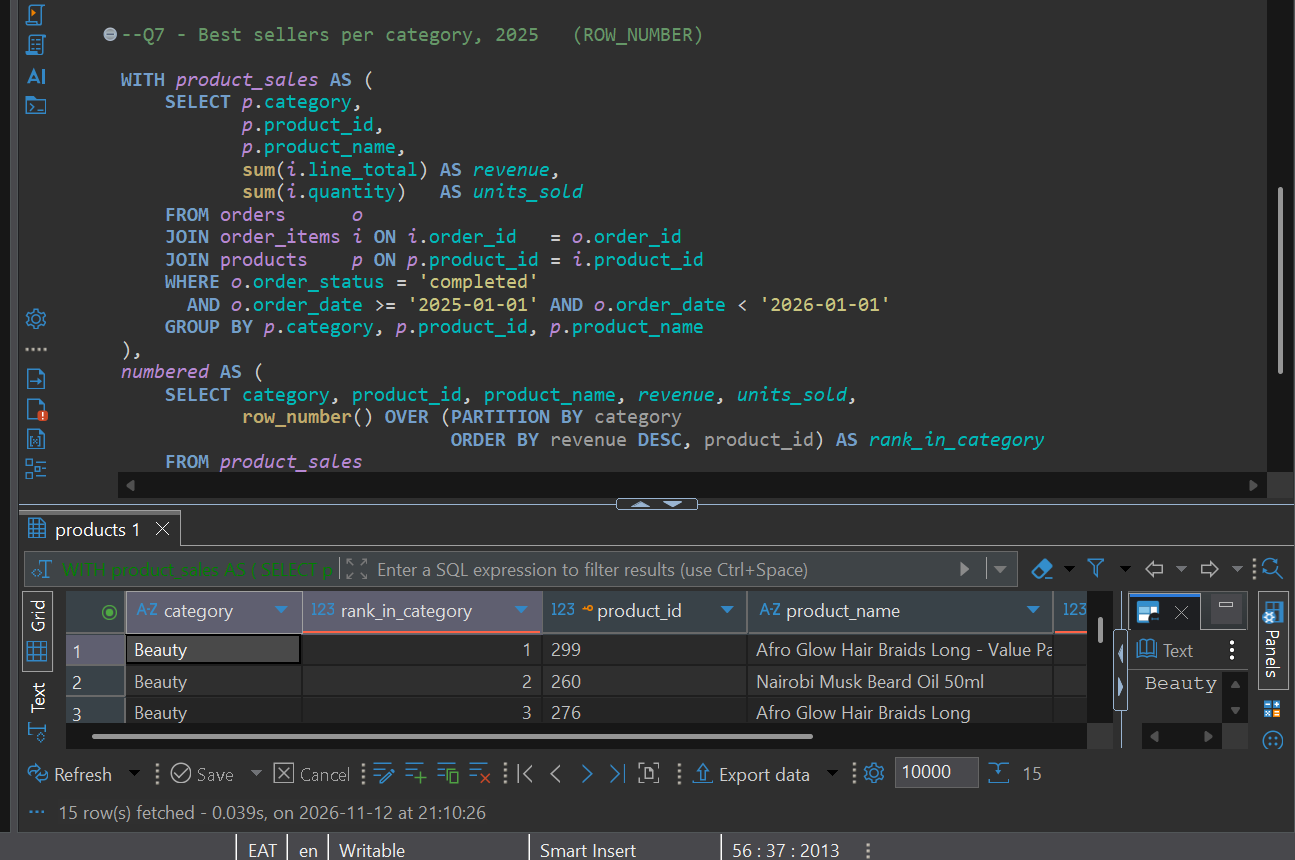 --Q7 - Best sellers per category, 2025   (ROW_NUMBER)
WITH product_sales AS (
    SELECT p.category,
           p.product_id,
           p.product_name,
           sum(i.line_total) AS revenue,
           sum(i.quantity)   AS units_sold
    FROM orders      o
    JOIN order_items i ON i.order_id   = o.order_id
    JOIN products    p ON p.product_id = i.product_id
    WHERE o.order_status = 'completed'
      AND o.order_date >= '2025-01-01' AND o.order_date < '2026-01-01'
    GROUP BY p.category, p.product_id, p.product_name
),
numbered AS (
    SELECT category, product_id, product_name, revenue, units_sold,
           row_number() OVER (PARTITION BY category
                              ORDER BY revenue DESC, product_id) AS rank_in_category
    FROM product_sales
AI
products 1
WITH product_sales AS ( SELECT p Enter a SQL expression to filter results (use Ctrl+Space)
Grid
Text
A-Z category 123 rank_in_category 123 product_id A-Z product_name 123
1 Beauty 1 299 Afro Glow Hair Braids Long - Value Pa
2 Beauty 2 260 Nairobi Musk Beard Oil 50ml
3 Beauty 3 276 Afro Glow Hair Braids Long
Text
Beauty
Panels
Refresh Save Cancel Export data 10000 15
15 row(s) fetched - 0.039s, on 2026-11-12 at 21:10:26
EAT en Writable Smart Insert 56 : 37 : 2013